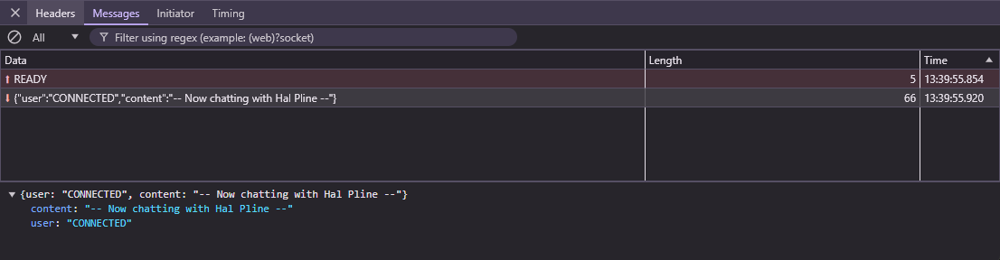 Headers Messages Initiator Timing
All Filter using regex (example: (web)?socket)
Data Length Time
READY 5 13:39:55.854
{"user":"CONNECTED","content":"-- Now chatting with Hal Pline --"} 66 13:39:55.920
{user: "CONNECTED", content: "-- Now chatting with Hal Pline --"}
content: "-- Now chatting with Hal Pline --"
user: "CONNECTED"